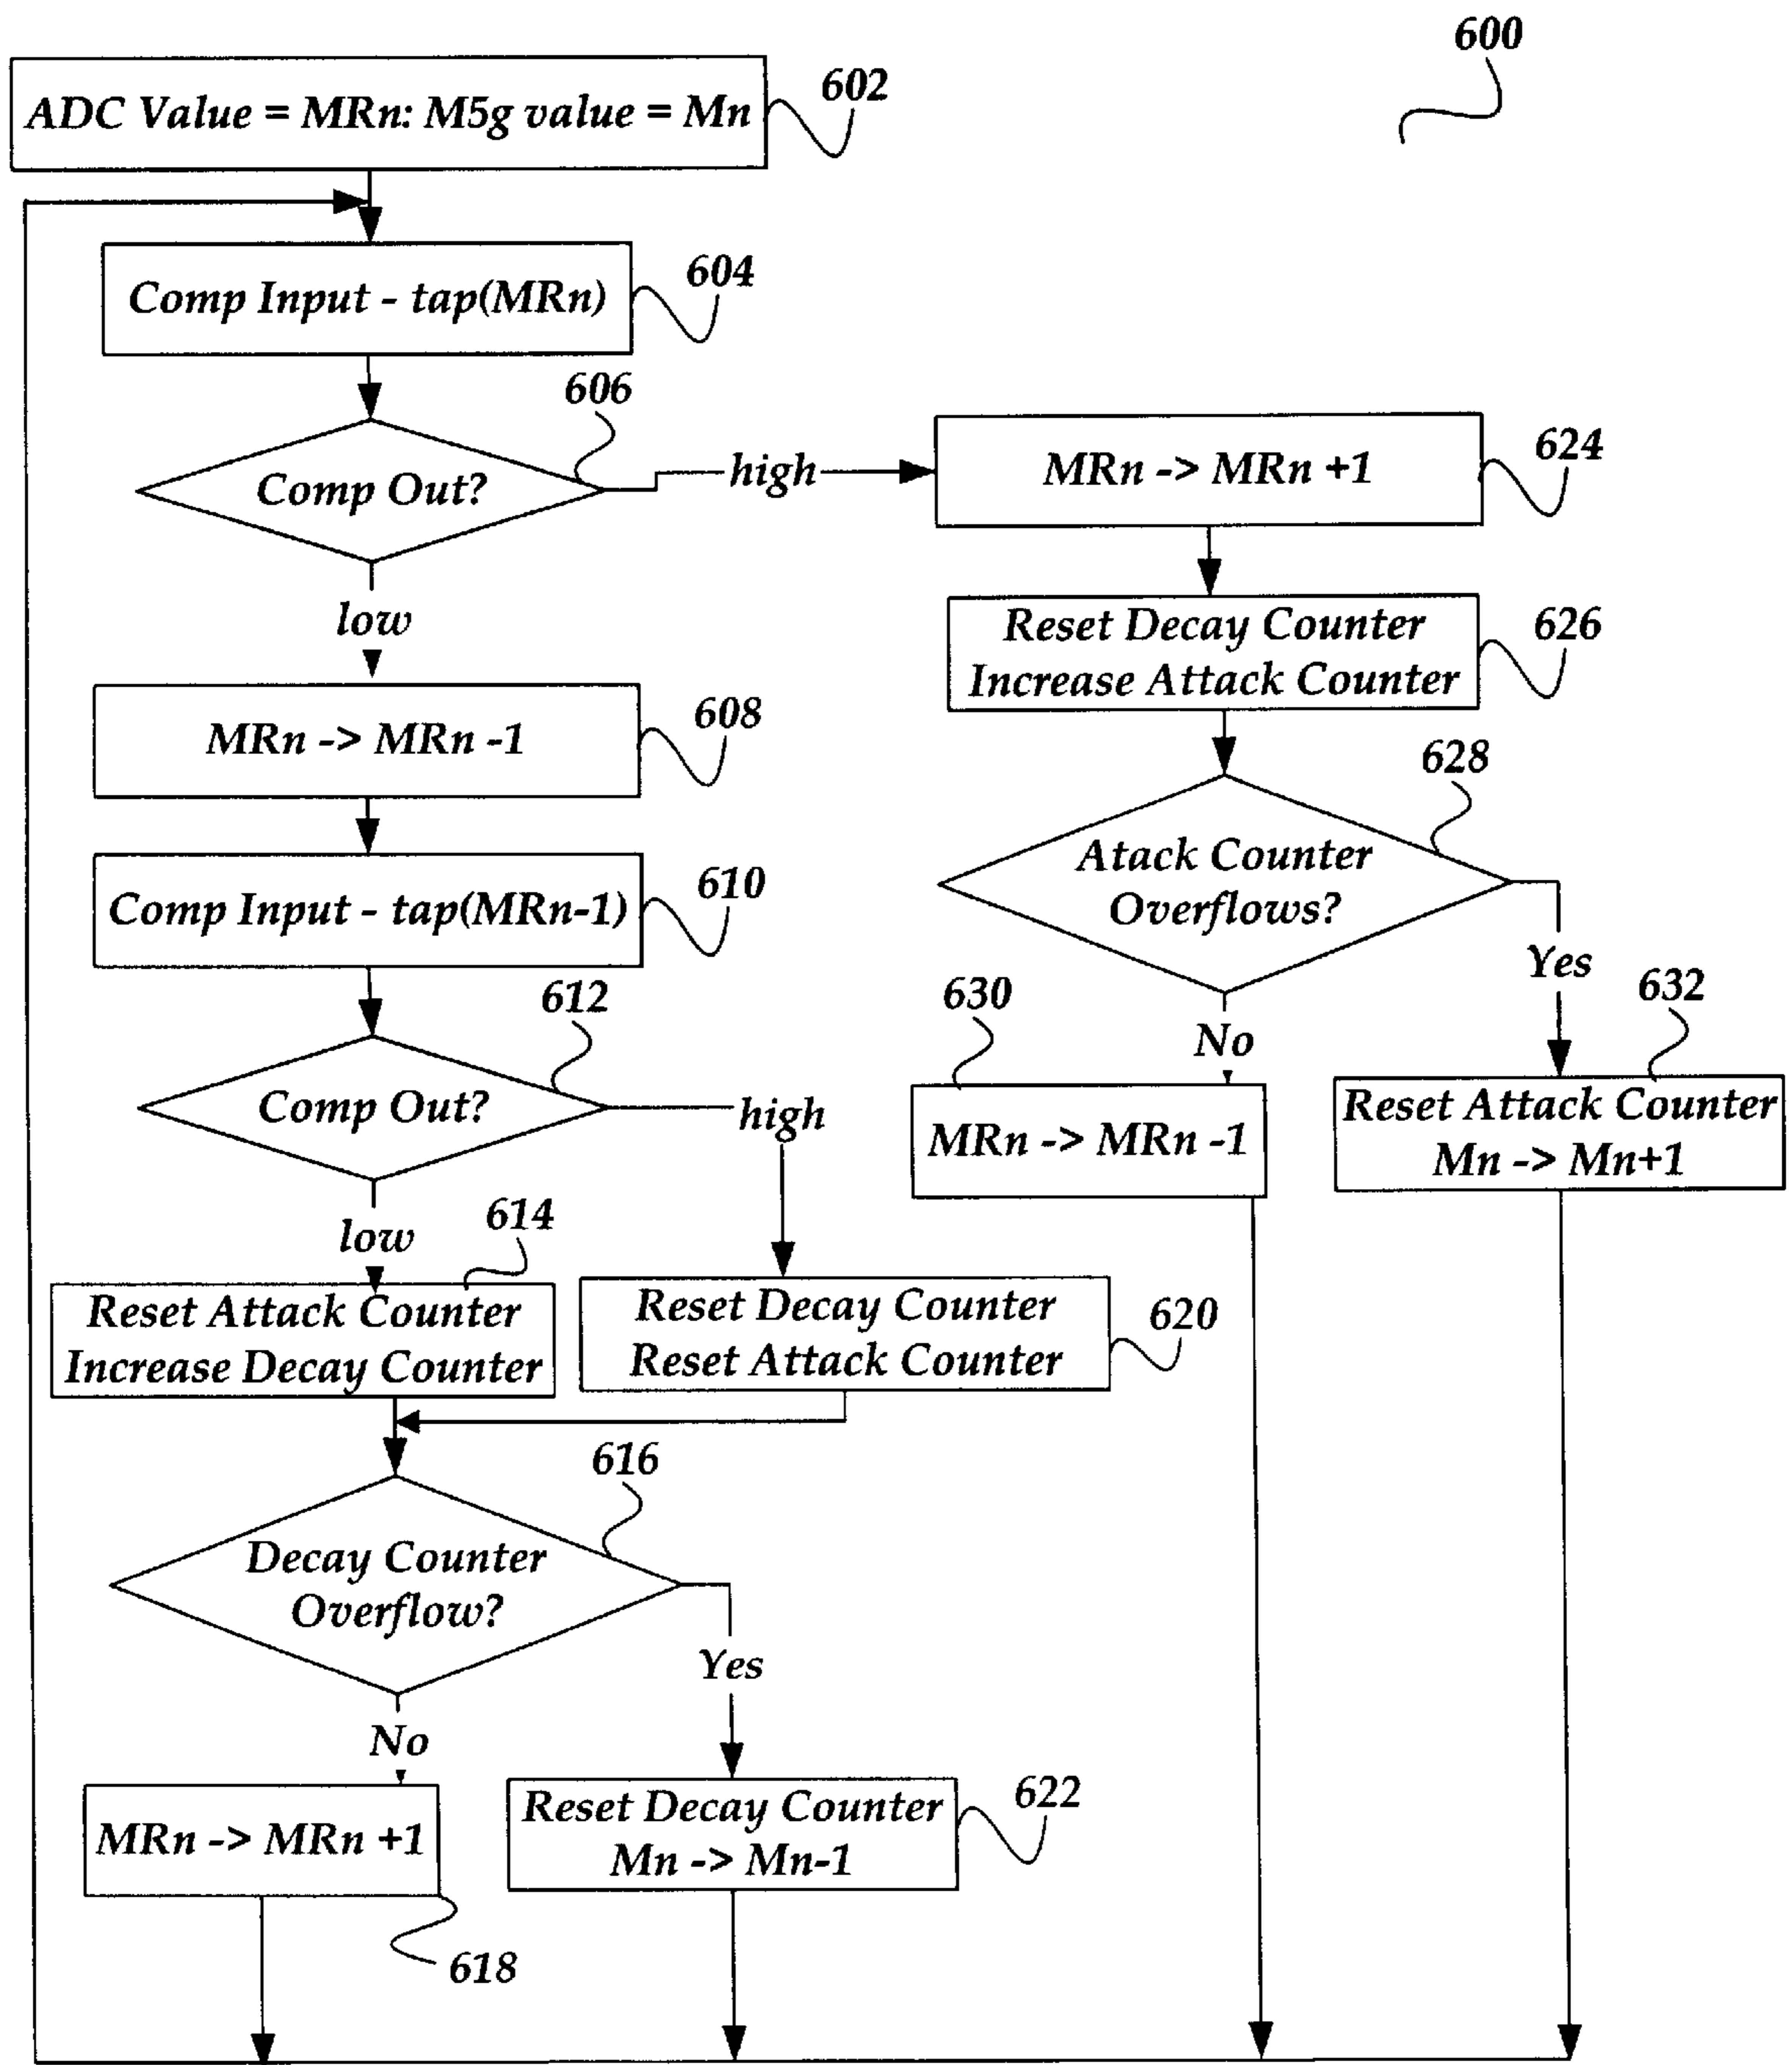 600
ADC Value = MRn: M5g value = Mn
602
Comp Input - tap(MRn)
604
606
Comp Out?
high
low
MRn -> MRn -1
608
Comp Input - tap(MRn-1)
610
612
Comp Out?
high
low
614
Reset Attack Counter
Increase Decay Counter
Reset Decay Counter
Reset Attack Counter
620
616
Decay Counter
Overflow?
Yes
No
MRn -> MRn +1
618
Reset Decay Counter
Mn -> Mn-1
622
MRn -> MRn +1
624
Reset Decay Counter
Increase Attack Counter
626
628
Atack Counter
Overflows?
Yes
No
630
MRn -> MRn -1
632
Reset Attack Counter
Mn -> Mn+1